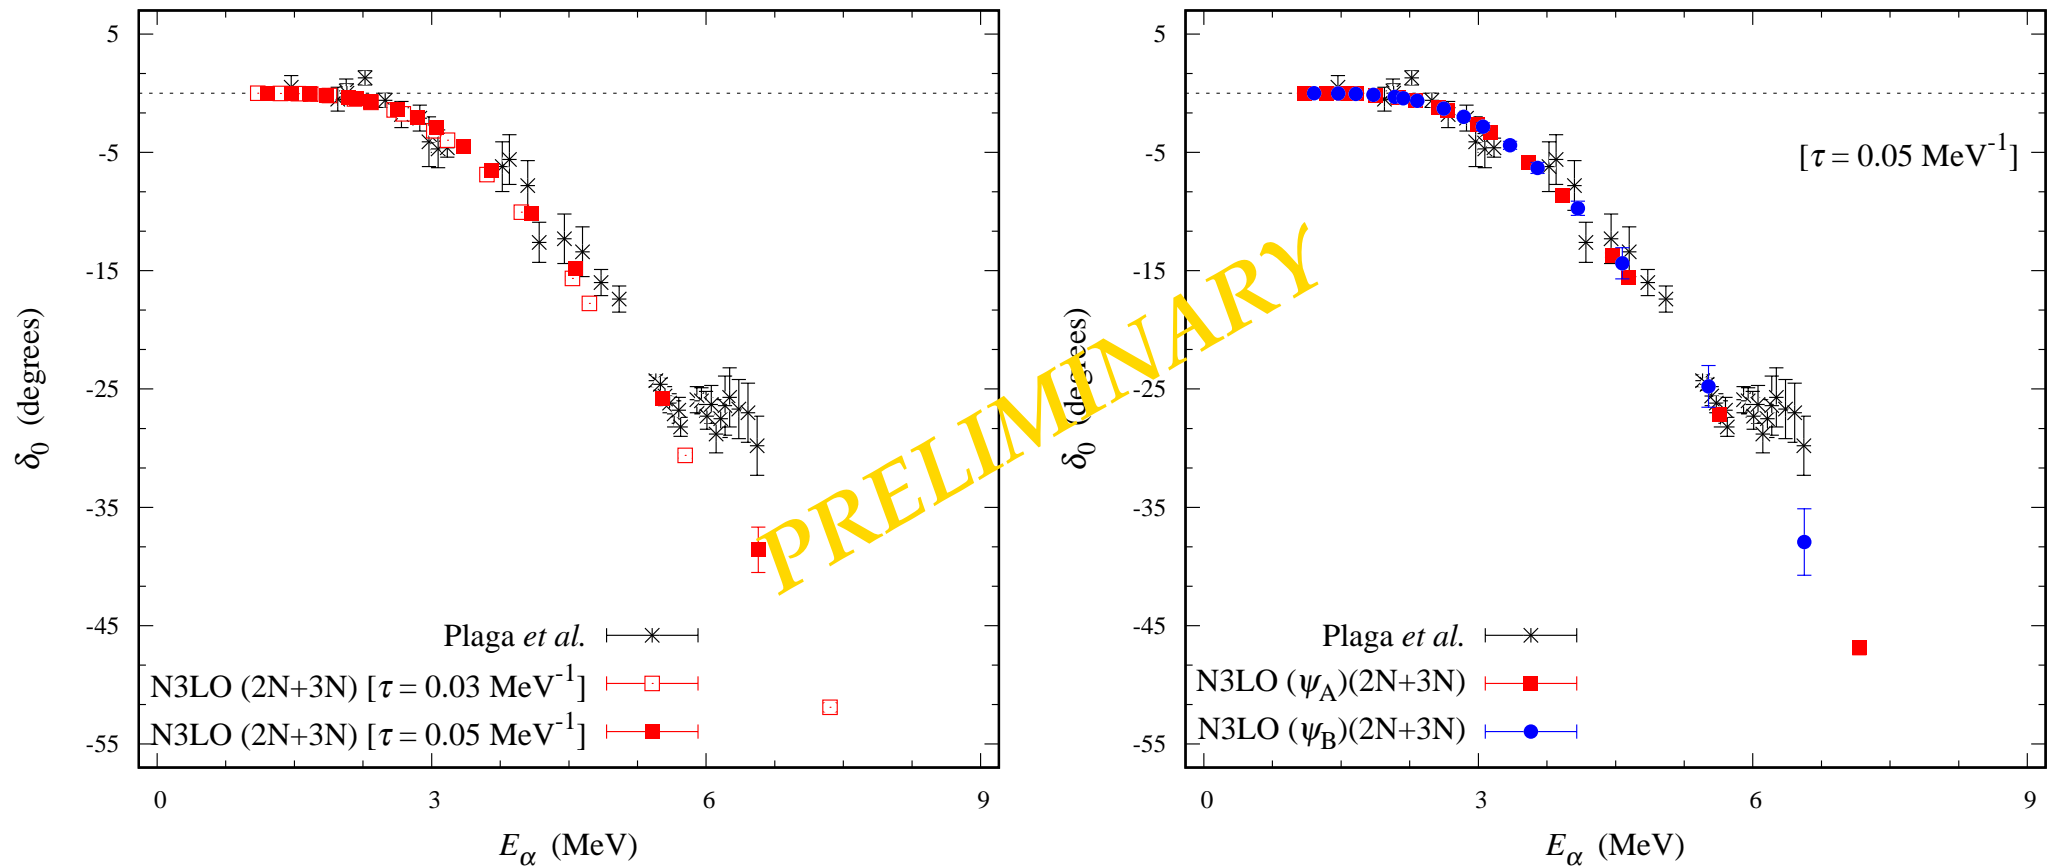 5
-5
-15
-25
-35
-45
-55
0
3
6
9
δ0 (degrees)
Eα (MeV)
Plaga et al.
N3LO (2N+3N) [τ = 0.03 MeV-1]
N3LO (2N+3N) [τ = 0.05 MeV-1]
PRELIMINARY
5
-5
-15
-25
-35
-45
-55
0
3
6
9
δ0 (degrees)
Eα (MeV)
[τ = 0.05 MeV-1]
Plaga et al.
N3LO (ψA)(2N+3N)
N3LO (ψB)(2N+3N)